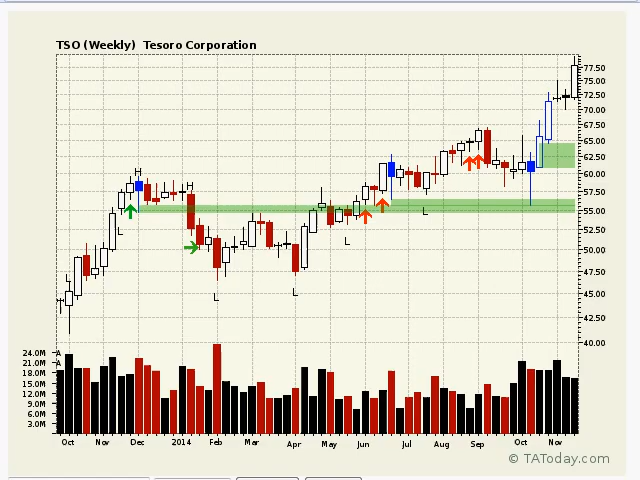 TSO (Weekly)  Tesoro Corporation
77.50
75.00
72.50
70.00
67.50
65.00
62.50
60.00
57.50
55.00
52.50
50.00
47.50
45.00
42.50
40.00
H
H
L
L
L
L
L
L
24.0M A
21.0M A
18.0M
15.0M
12.0M
9.0M
6.0M
3.0M
Oct Nov Dec 2014 Feb Mar Apr May Jun Jul Aug Sep Oct Nov
© TAToday.com